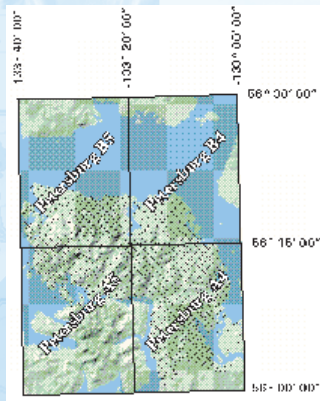 -133° 40' 00"
-133° 20' 00"
-133° 00' 00"
56° 30' 00"
Petersburg B5
Petersburg B4
56° 15' 00"
Petersburg A5
Petersburg A4
56° 00' 00"